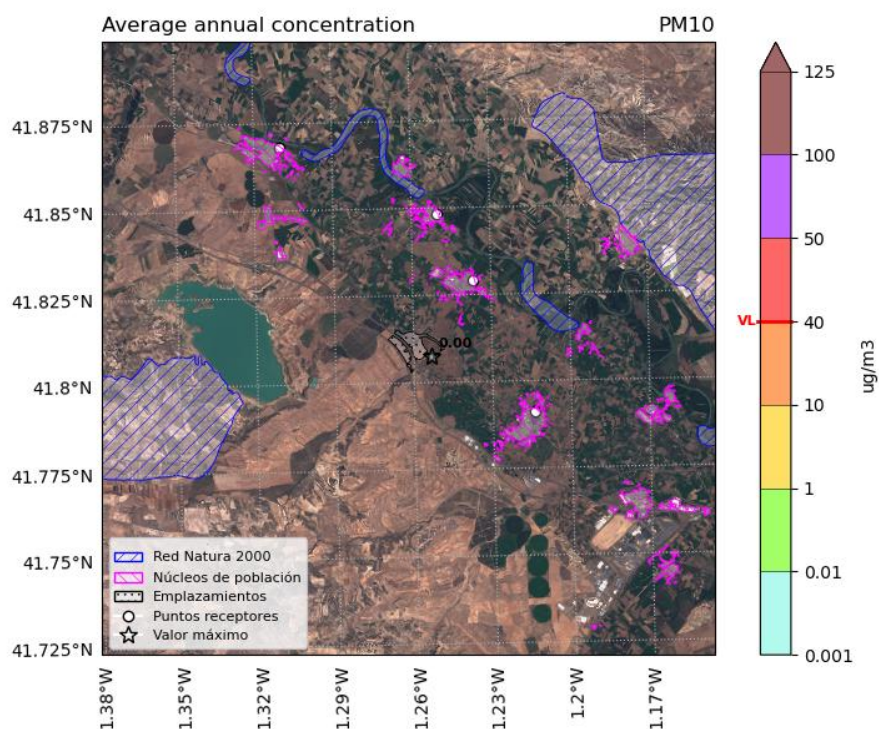 Average annual concentration PM10
41.875°N
41.85°N
41.825°N
41.8°N
41.775°N
41.75°N
41.725°N
0.00
Red Natura 2000
Núcleos de población
Emplazamientos
Puntos receptores
Valor máximo
1.38°W 1.35°W 1.32°W 1.29°W 1.26°W 1.23°W 1.2°W 1.17°W
125
100
50
VL 40
10
1
0.01
0.001
ug/m3